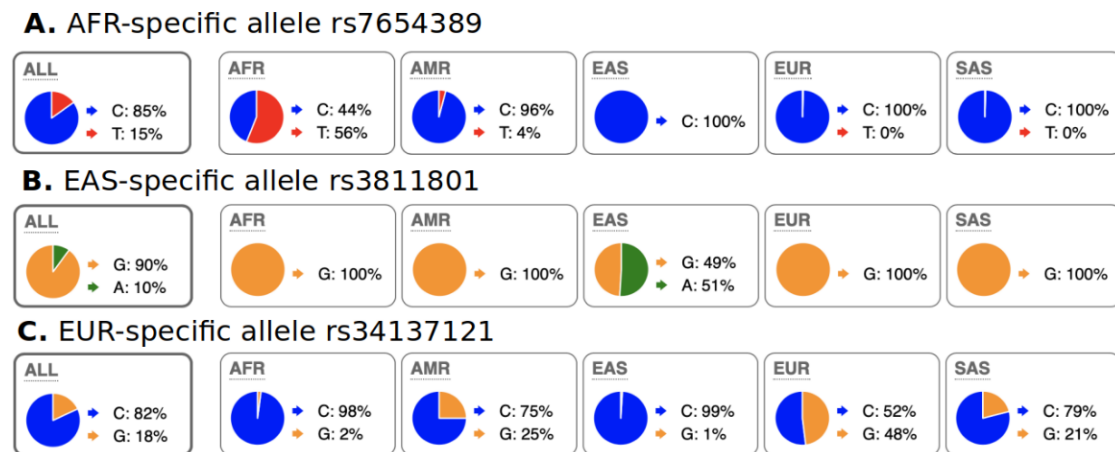 A. AFR-specific allele rs7654389
ALL AFR AMR EAS EUR SAS
C: 85% C: 44% C: 96% C: 100% C: 100% C: 100%
T: 15% T: 56% T: 4% T: 0% T: 0%
B. EAS-specific allele rs3811801
ALL AFR AMR EAS EUR SAS
G: 90% G: 100% G: 100% G: 49% G: 100% G: 100%
A: 10% A: 51%
C. EUR-specific allele rs34137121
ALL AFR AMR EAS EUR SAS
C: 82% C: 98% C: 75% C: 99% C: 52% C: 79%
G: 18% G: 2% G: 25% G: 1% G: 48% G: 21%